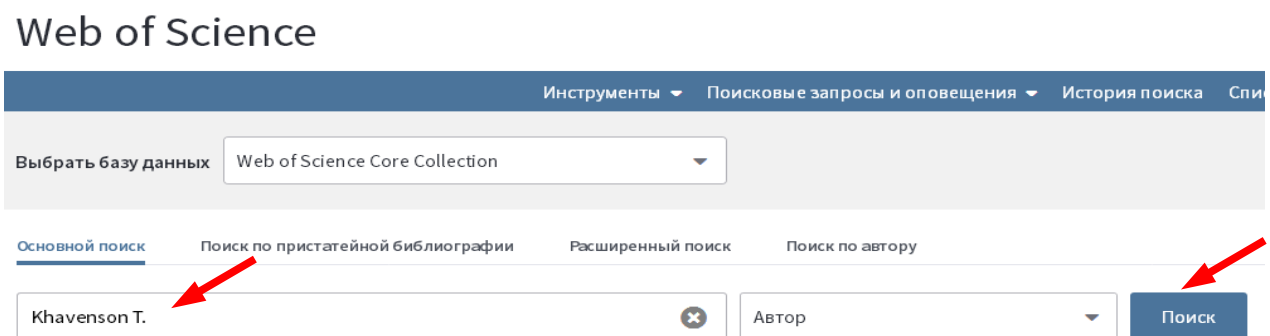 Web of Science
Инструменты Поисковые запросы и оповещения История поиска Спи
Выбрать базу данных Web of Science Core Collection
Основной поиск Поиск по пристатейной библиографии Расширенный поиск Поиск по автору
Khavenson T. Автор Поиск